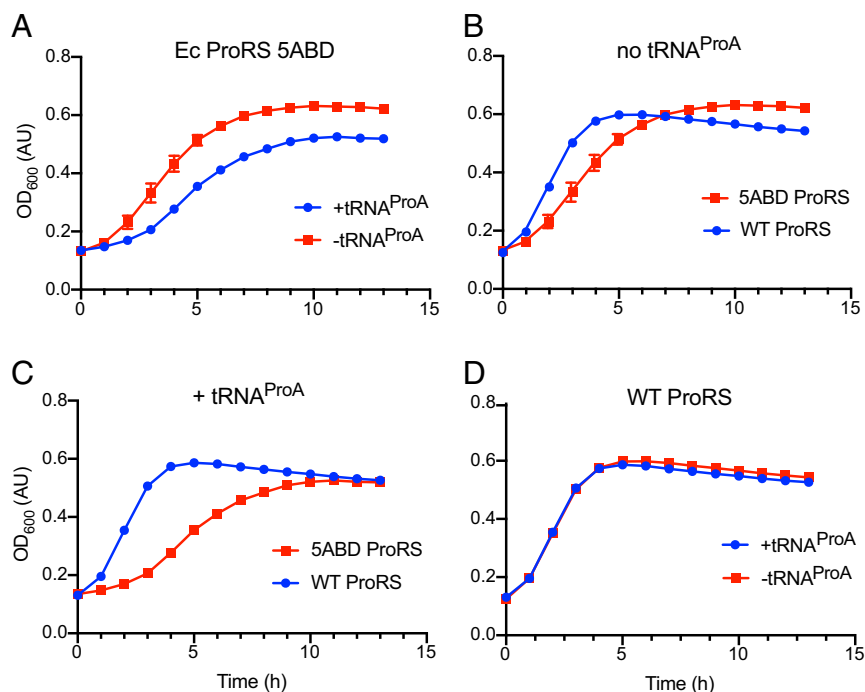 A
Ec ProRS 5ABD
0.8
0.6
0.4
0.2
0.0
OD600 (AU)
0
5
10
15
+tRNAProA
-tRNAProA
B
no tRNAProA
0.8
0.6
0.4
0.2
0.0
0
5
10
15
5ABD ProRS
WT ProRS
C
+ tRNAProA
0.8
0.6
0.4
0.2
0.0
OD600 (AU)
0
5
10
15
Time (h)
5ABD ProRS
WT ProRS
D
WT ProRS
0.8
0.6
0.4
0.2
0.0
0
5
10
15
Time (h)
+tRNAProA
-tRNAProA